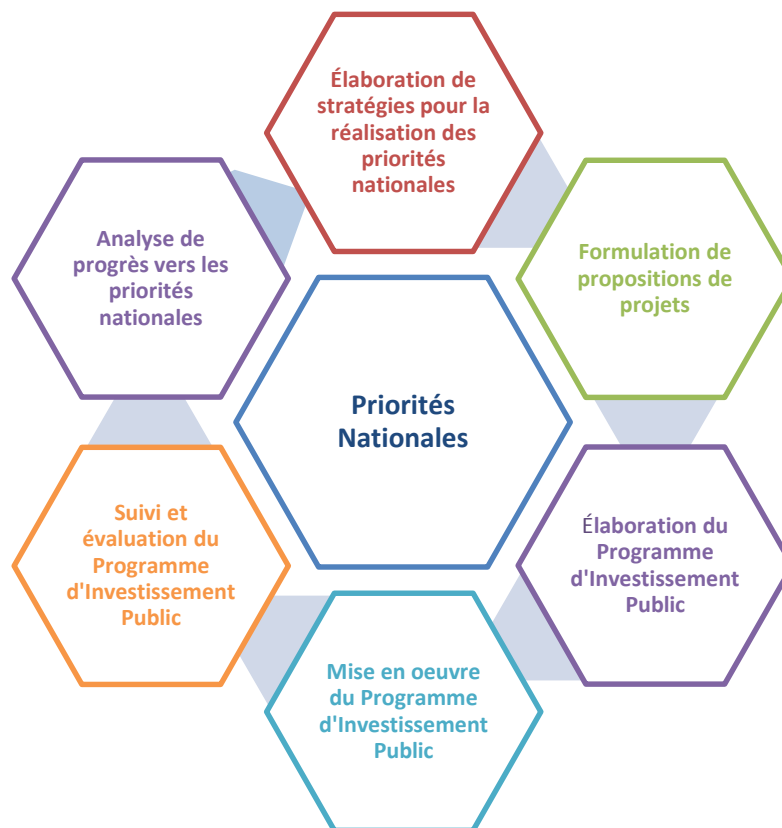 Élaboration de
stratégies pour la
réalisation des
priorités
nationales
Formulation de
propositions de
projets
Élaboration du
Programme
d'Investissement
Public
Mise en oeuvre
du Programme
d'Investissement
Public
Suivi et
évaluation du
Programme
d'Investissement
Public
Analyse de
progrès vers les
priorités
nationales
Priorités
Nationales